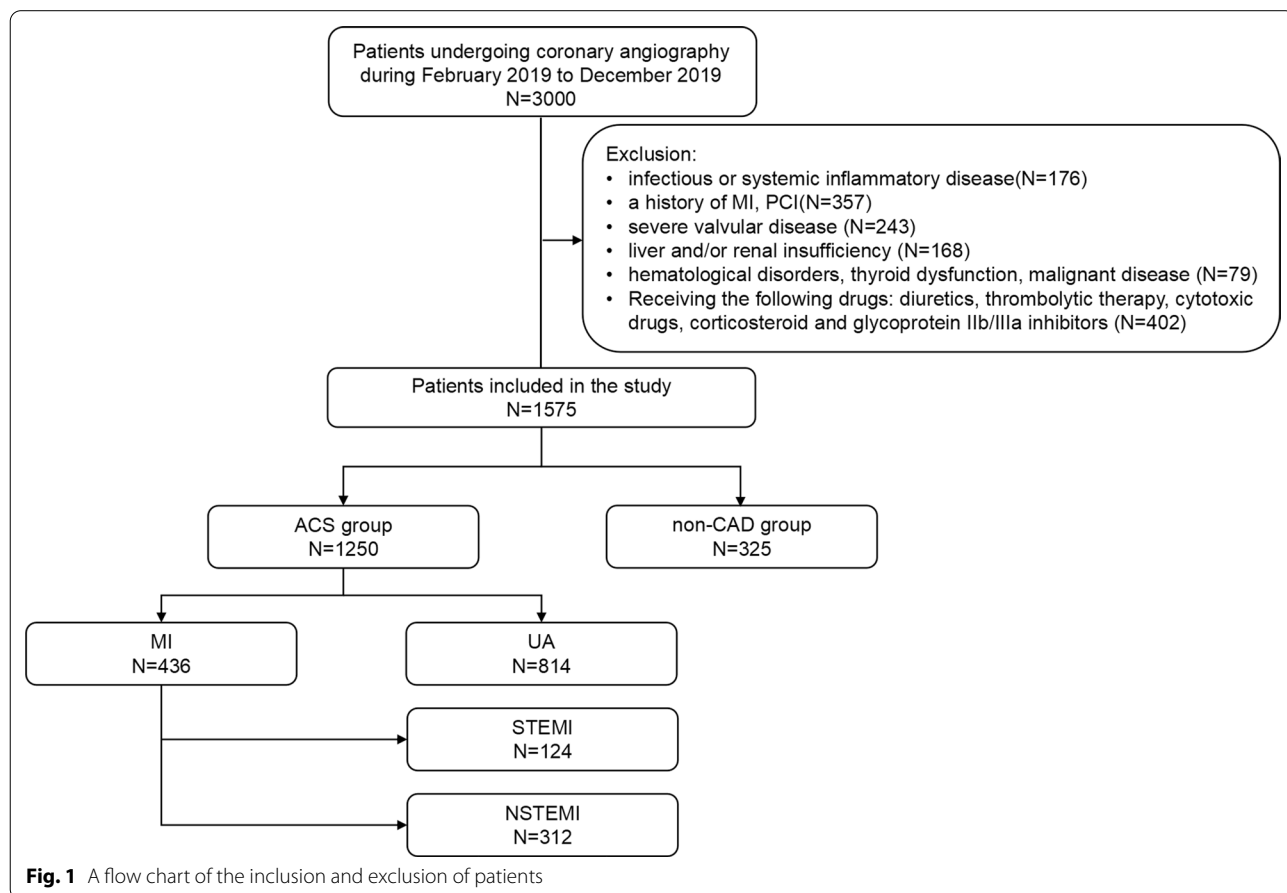 Patients undergoing coronary angiography
during February 2019 to December 2019
N=3000
Exclusion:
• infectious or systemic inflammatory disease(N=176)
• a history of MI, PCI(N=357)
• severe valvular disease (N=243)
• liver and/or renal insufficiency (N=168)
• hematological disorders, thyroid dysfunction, malignant disease (N=79)
• Receiving the following drugs: diuretics, thrombolytic therapy, cytotoxic
drugs, corticosteroid and glycoprotein IIb/IIIa inhibitors (N=402)
Patients included in the study
N=1575
ACS group
N=1250
non-CAD group
N=325
MI
N=436
UA
N=814
STEMI
N=124
NSTEMI
N=312
Fig. 1 A flow chart of the inclusion and exclusion of patients